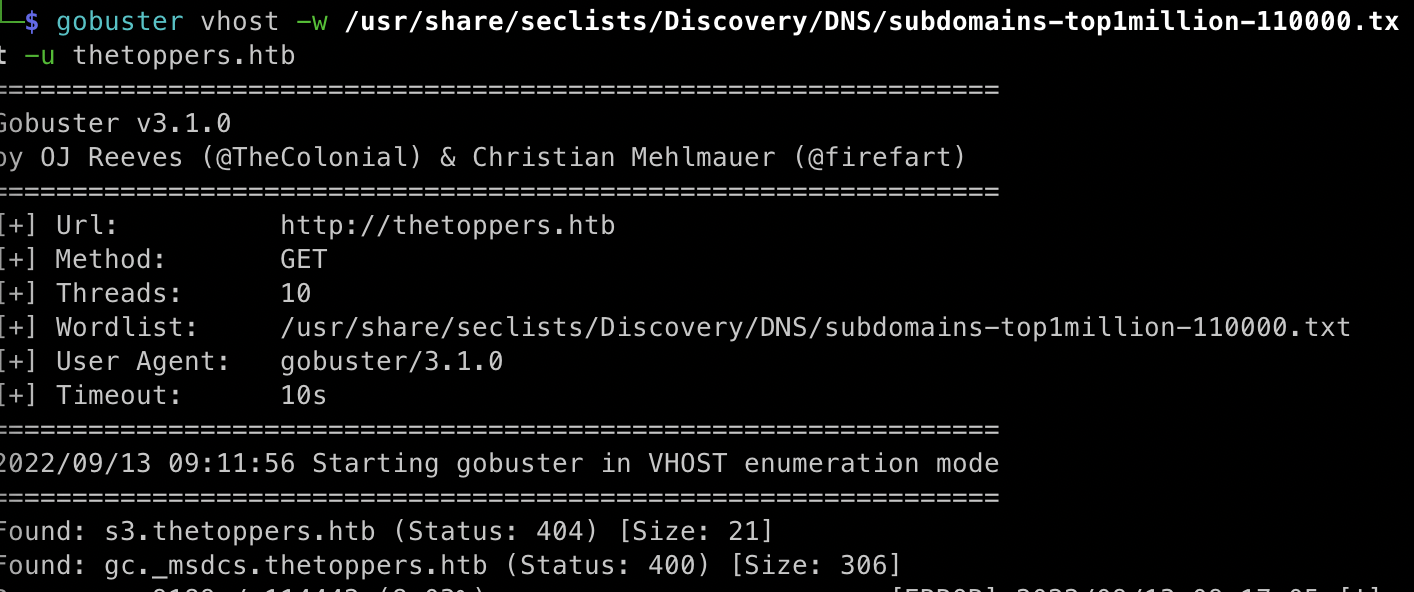 └─$ gobuster vhost -w /usr/share/seclists/Discovery/DNS/subdomains-top1million-110000.tx
t -u thetoppers.htb
===============================================================
Gobuster v3.1.0
by OJ Reeves (@TheColonial) & Christian Mehlmauer (@firefart)
===============================================================
[+] Url:          http://thetoppers.htb
[+] Method:       GET
[+] Threads:      10
[+] Wordlist:     /usr/share/seclists/Discovery/DNS/subdomains-top1million-110000.txt
[+] User Agent:   gobuster/3.1.0
[+] Timeout:      10s
===============================================================
2022/09/13 09:11:56 Starting gobuster in VHOST enumeration mode
===============================================================
Found: s3.thetoppers.htb (Status: 404) [Size: 21]
Found: gc._msdcs.thetoppers.htb (Status: 400) [Size: 306]